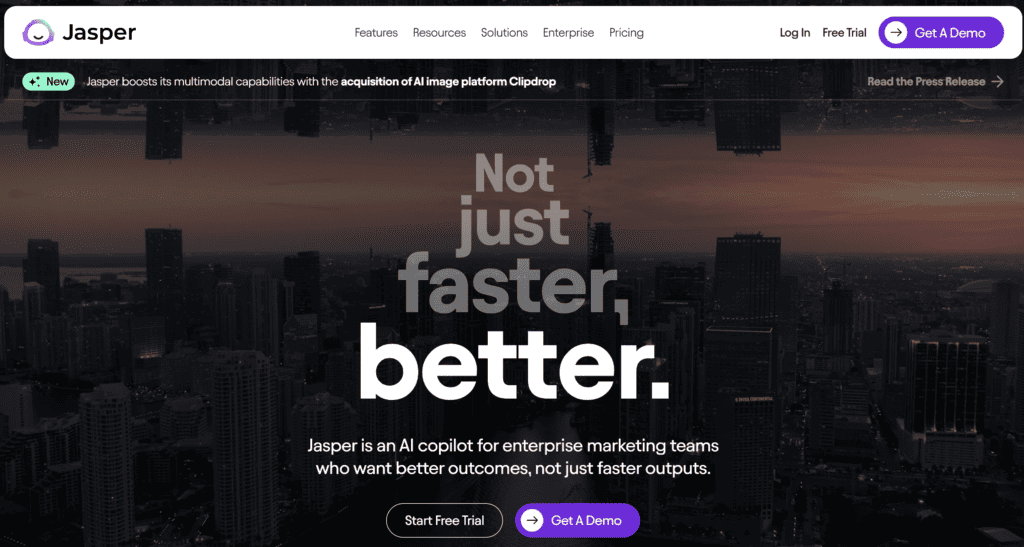 Jasper
Features Resources Solutions Enterprise Pricing
Log In Free Trial Get A Demo
New Jasper boosts its multimodal capabilities with the acquisition of AI image platform Clipdrop
Read the Press Release
Not
just
faster,
better.
Jasper is an AI copilot for enterprise marketing teams
who want better outcomes, not just faster outputs.
Start Free Trial Get A Demo